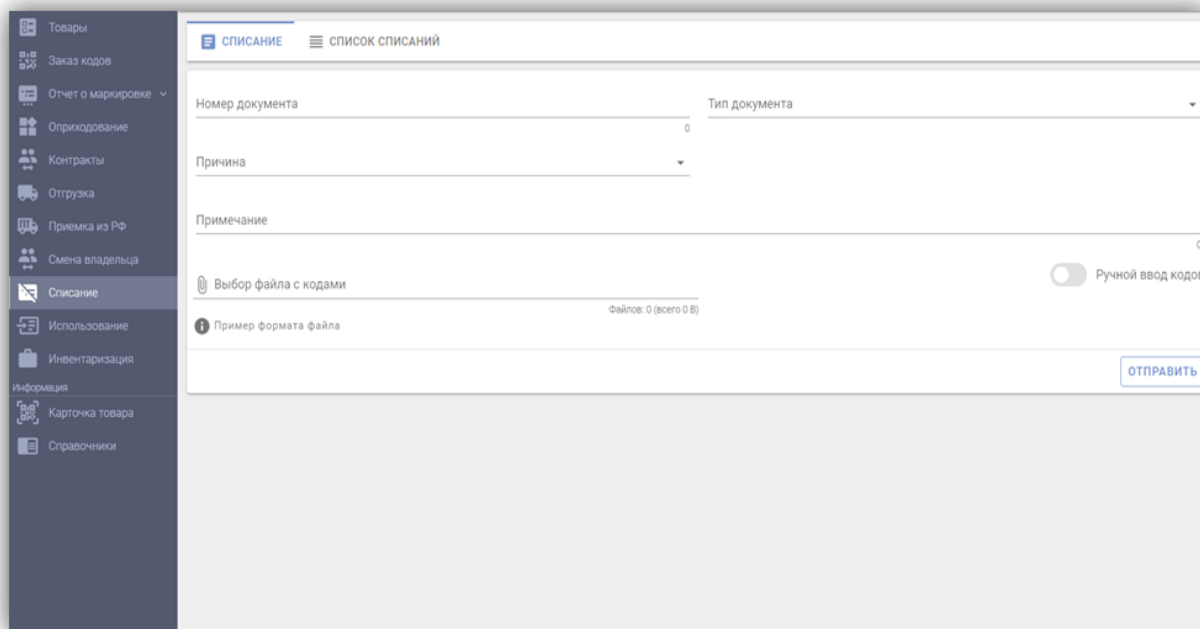 Товары
Заказ кодов
Отчет о маркировке
Оприходование
Контракты
Отгрузка
Приемка из РФ
Смена владельца
Списание
Использование
Инвентаризация
Информация
Карточка товара
Справочники
СПИСАНИЕ СПИСОК СПИСАНИЙ
Номер документа Тип документа
0
Причина
Примечание
0
Выбор файла с кодами Ручной ввод кодов
Файлов: 0 (всего 0 B)
Пример формата файла
ОТПРАВИТЬ